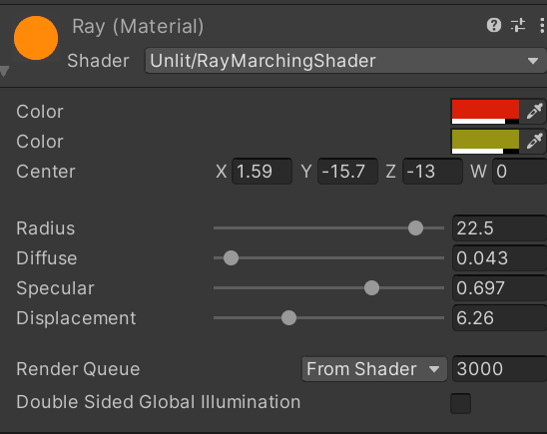 Ray (Material)
Shader Unlit/RayMarchingShader
Color
Color
Center X 1.59 Y -15.7 Z -13 W 0
Radius 22.5
Diffuse 0.043
Specular 0.697
Displacement 6.26
Render Queue From Shader 3000
Double Sided Global Illumination